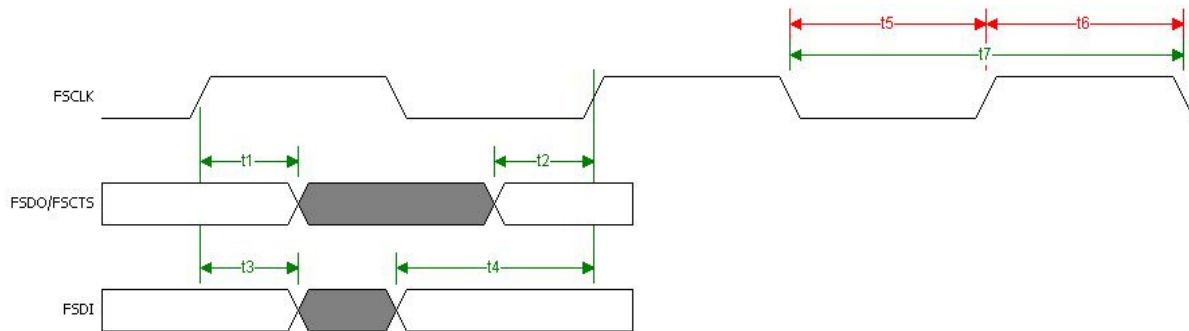 t5 t6
t7
FSCLK
t1 t2
FSDO/FSCTS
t3 t4
FSDI